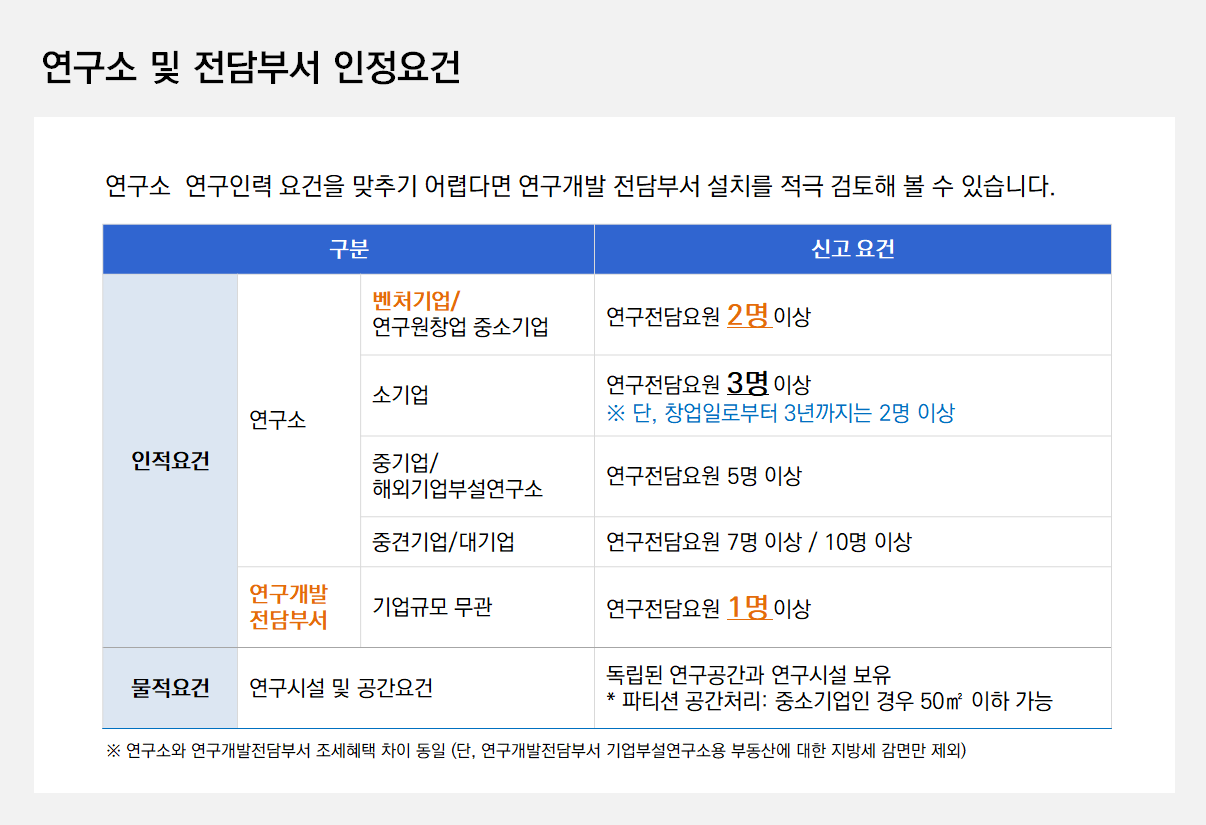 연구소 및 전담부서 인정요건
연구소 연구인력 요건을 맞추기 어렵다면 연구개발 전담부서 설치를 적극 검토해 볼 수 있습니다.
구분
신고 요건
인적요건
연구소
벤처기업/
연구원창업 중소기업
연구전담요원 2명 이상
소기업
연구전담요원 3명 이상
※ 단, 창업일로부터 3년까지는 2명 이상
중기업/
해외기업부설연구소
연구전담요원 5명 이상
중견기업/대기업
연구전담요원 7명 이상 / 10명 이상
연구개발
전담부서
기업규모 무관
연구전담요원 1명 이상
물적요건
연구시설 및 공간요건
독립된 연구공간과 연구시설 보유
* 파티션 공간처리: 중소기업인 경우 50㎡ 이하 가능
※ 연구소와 연구개발전담부서 조세혜택 차이 동일 (단, 연구개발전담부서 기업부설연구소용 부동산에 대한 지방세 감면만 제외)